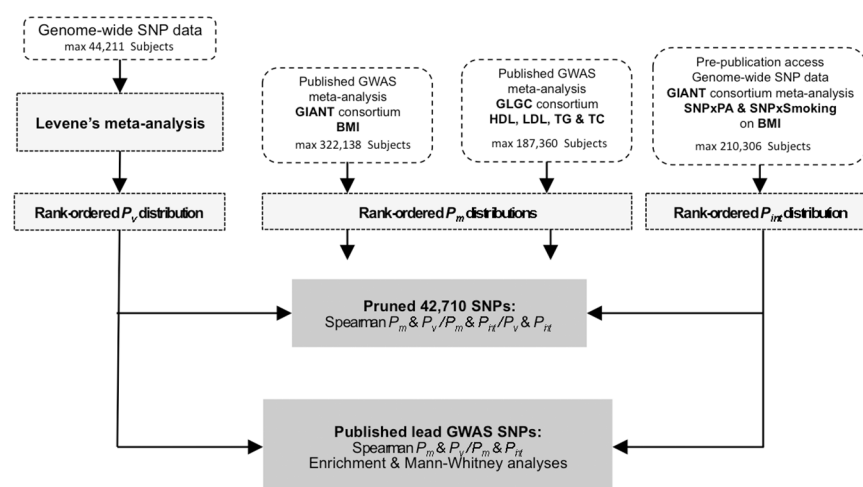 Genome-wide SNP data
max 44,211 Subjects
Levene's meta-analysis
Rank-ordered Pv distribution
Published GWAS
meta-analysis
GIANT consortium
BMI
max 322,138 Subjects
Published GWAS
meta-analysis
GLGC consortium
HDL, LDL, TG & TC
max 187,360 Subjects
Rank-ordered Pm distributions
Pre-publication access
Genome-wide SNP data
GIANT consortium meta-analysis
SNPxPA & SNPxSmoking
on BMI
max 210,306 Subjects
Rank-ordered Pint distribution
Pruned 42,710 SNPs:
Spearman Pm & Pv /Pm & Pint /Pv & Pint
Published lead GWAS SNPs:
Spearman Pm & Pv /Pm & Pint
Enrichment & Mann-Whitney analyses